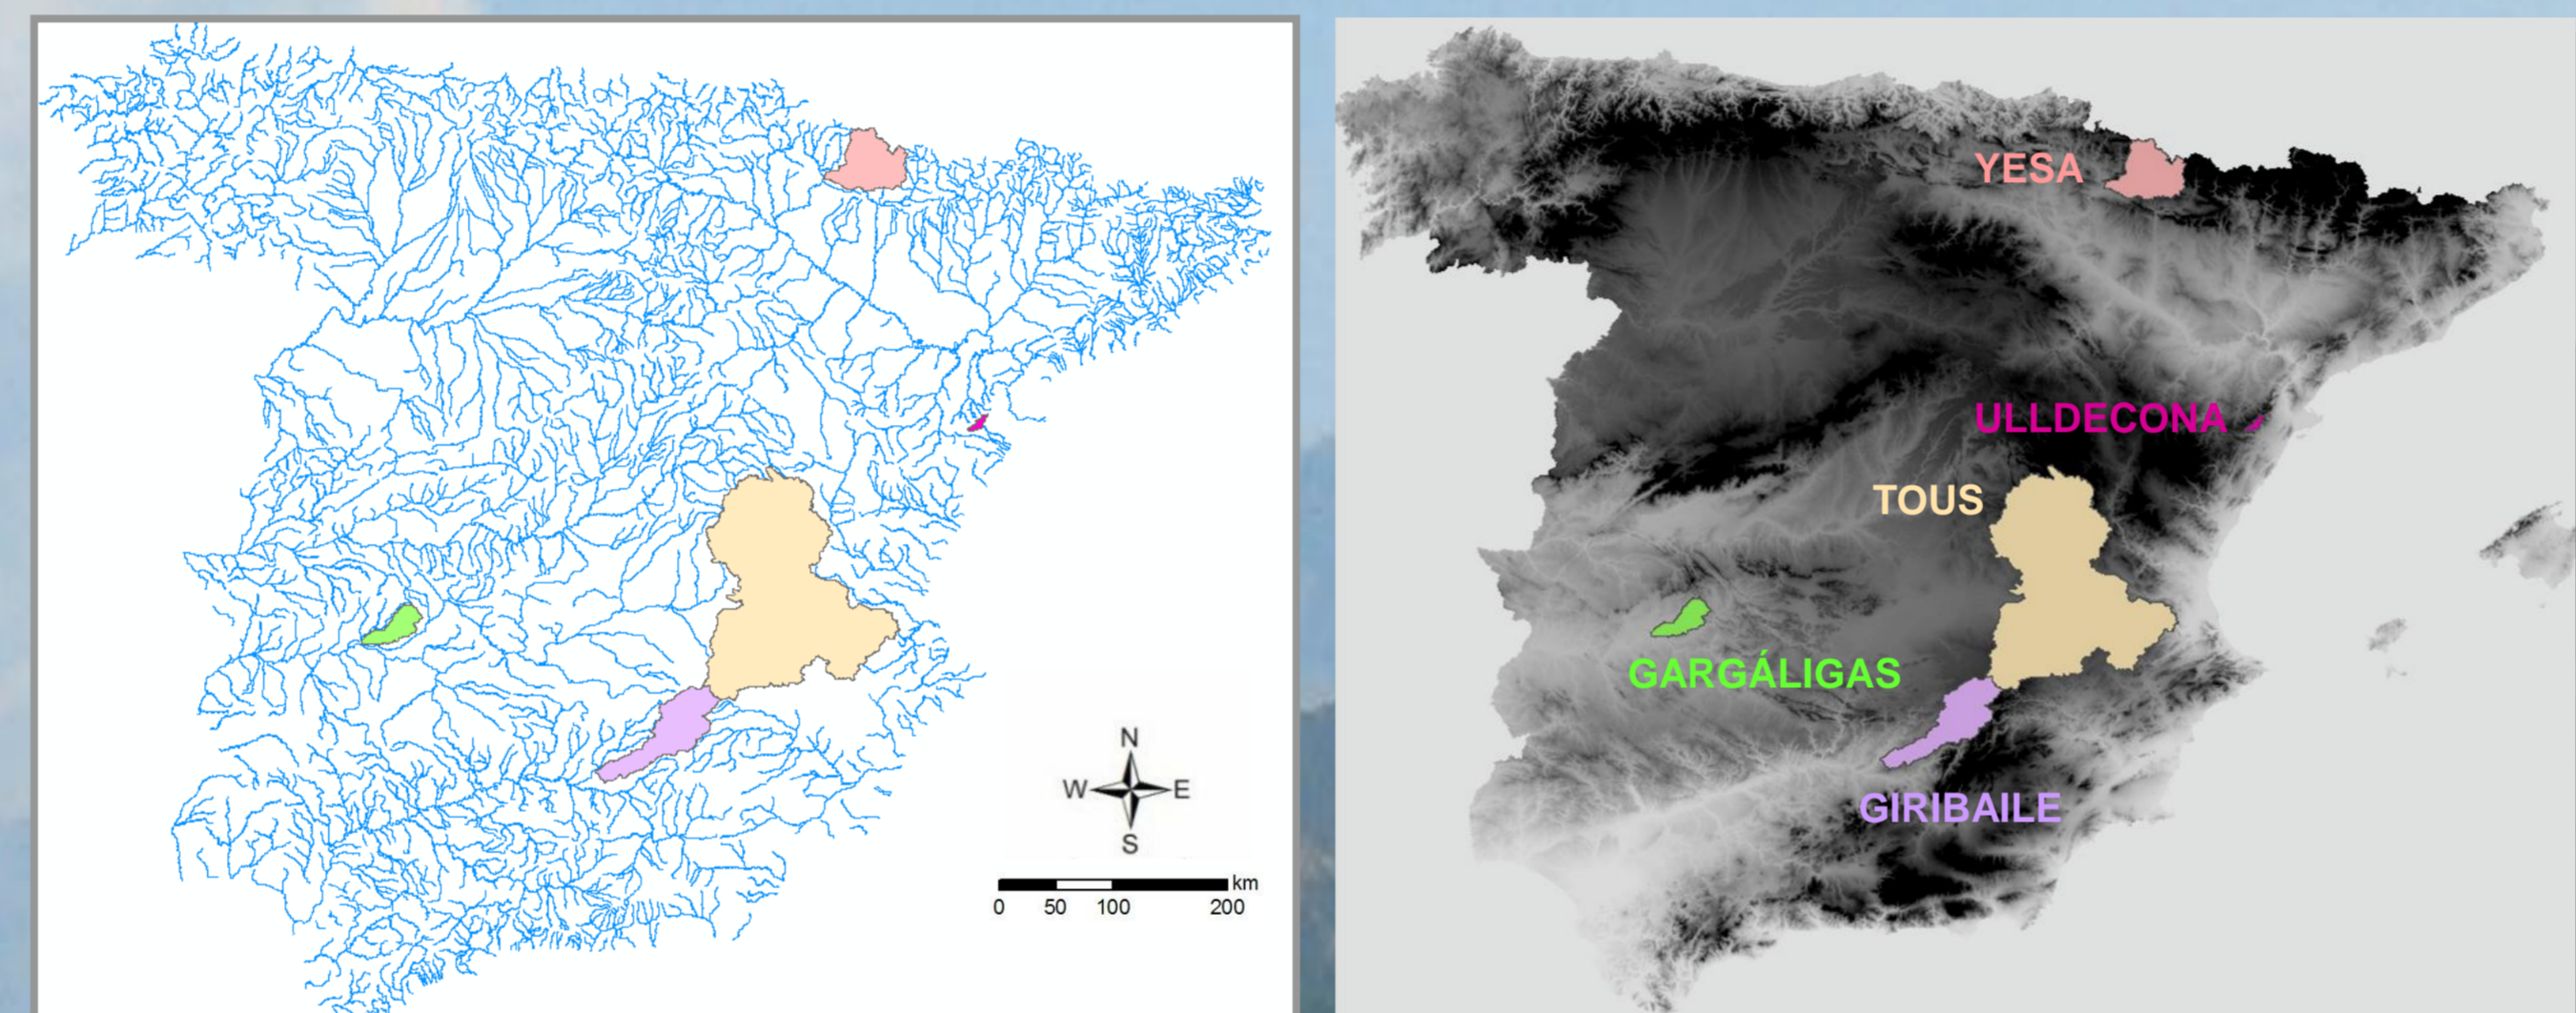 N
W E
S
km
0 50 100 200
YESA
ULLDECONA
TOUS
GARGÁLIGAS
GIRIBAILE